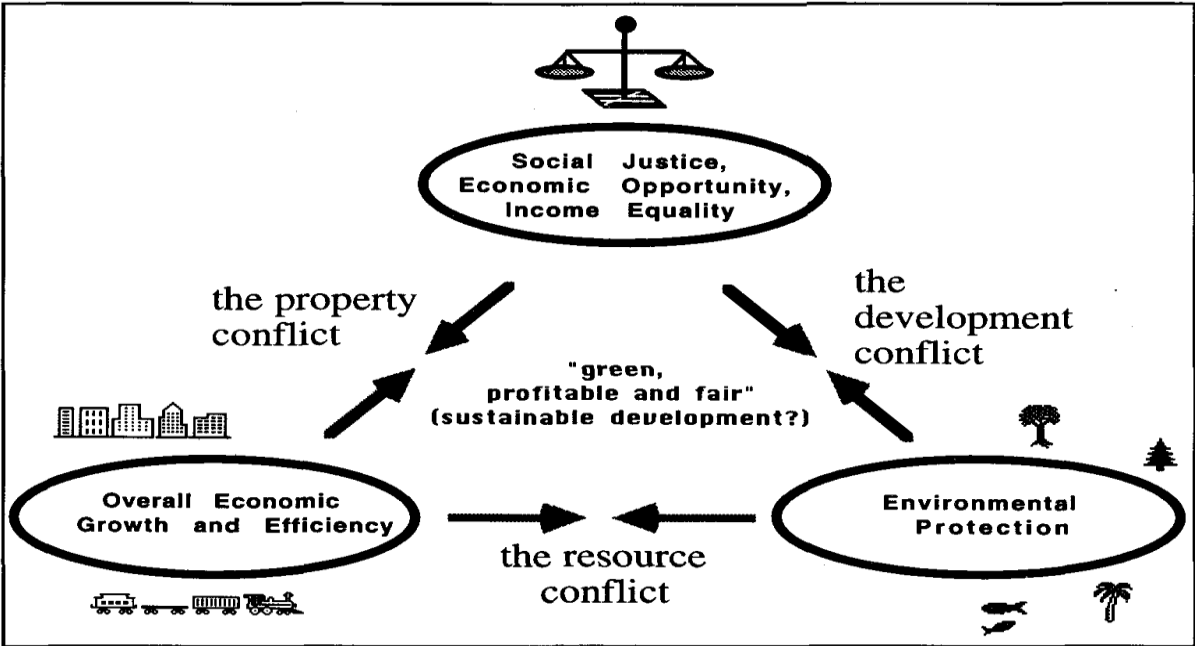 Social Justice,
Economic Opportunity,
Income Equality
the property
conflict
the
development
conflict
"green,
profitable and fair"
(sustainable development?)
Overall Economic
Growth and Efficiency
Environmental
Protection
the resource
conflict